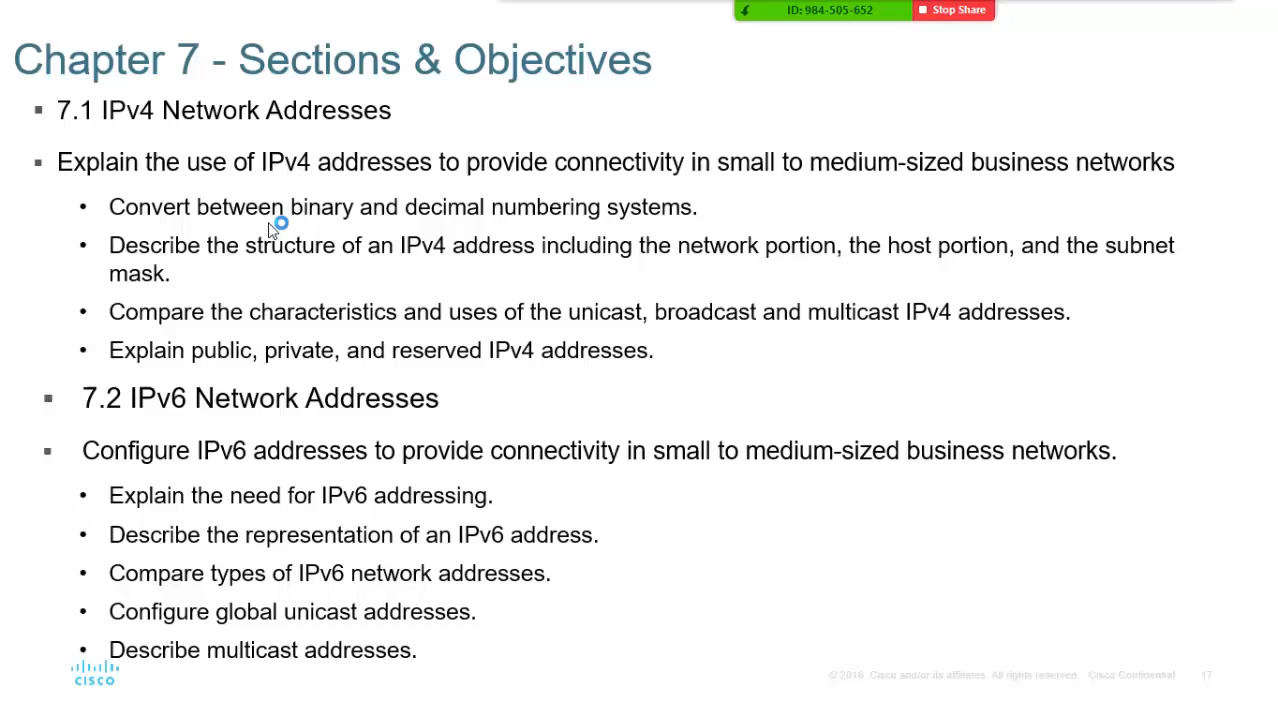 ID: 984-505-652 Stop Share
Chapter 7 - Sections & Objectives
▪ 7.1 IPv4 Network Addresses
▪ Explain the use of IPv4 addresses to provide connectivity in small to medium-sized business networks
• Convert between binary and decimal numbering systems.
• Describe the structure of an IPv4 address including the network portion, the host portion, and the subnet
mask.
• Compare the characteristics and uses of the unicast, broadcast and multicast IPv4 addresses.
• Explain public, private, and reserved IPv4 addresses.
▪ 7.2 IPv6 Network Addresses
▪ Configure IPv6 addresses to provide connectivity in small to medium-sized business networks.
• Explain the need for IPv6 addressing.
• Describe the representation of an IPv6 address.
• Compare types of IPv6 network addresses.
• Configure global unicast addresses.
• Describe multicast addresses.
CISCO
© 2016 Cisco and/or its affiliates. All rights reserved. Cisco Confidential 17